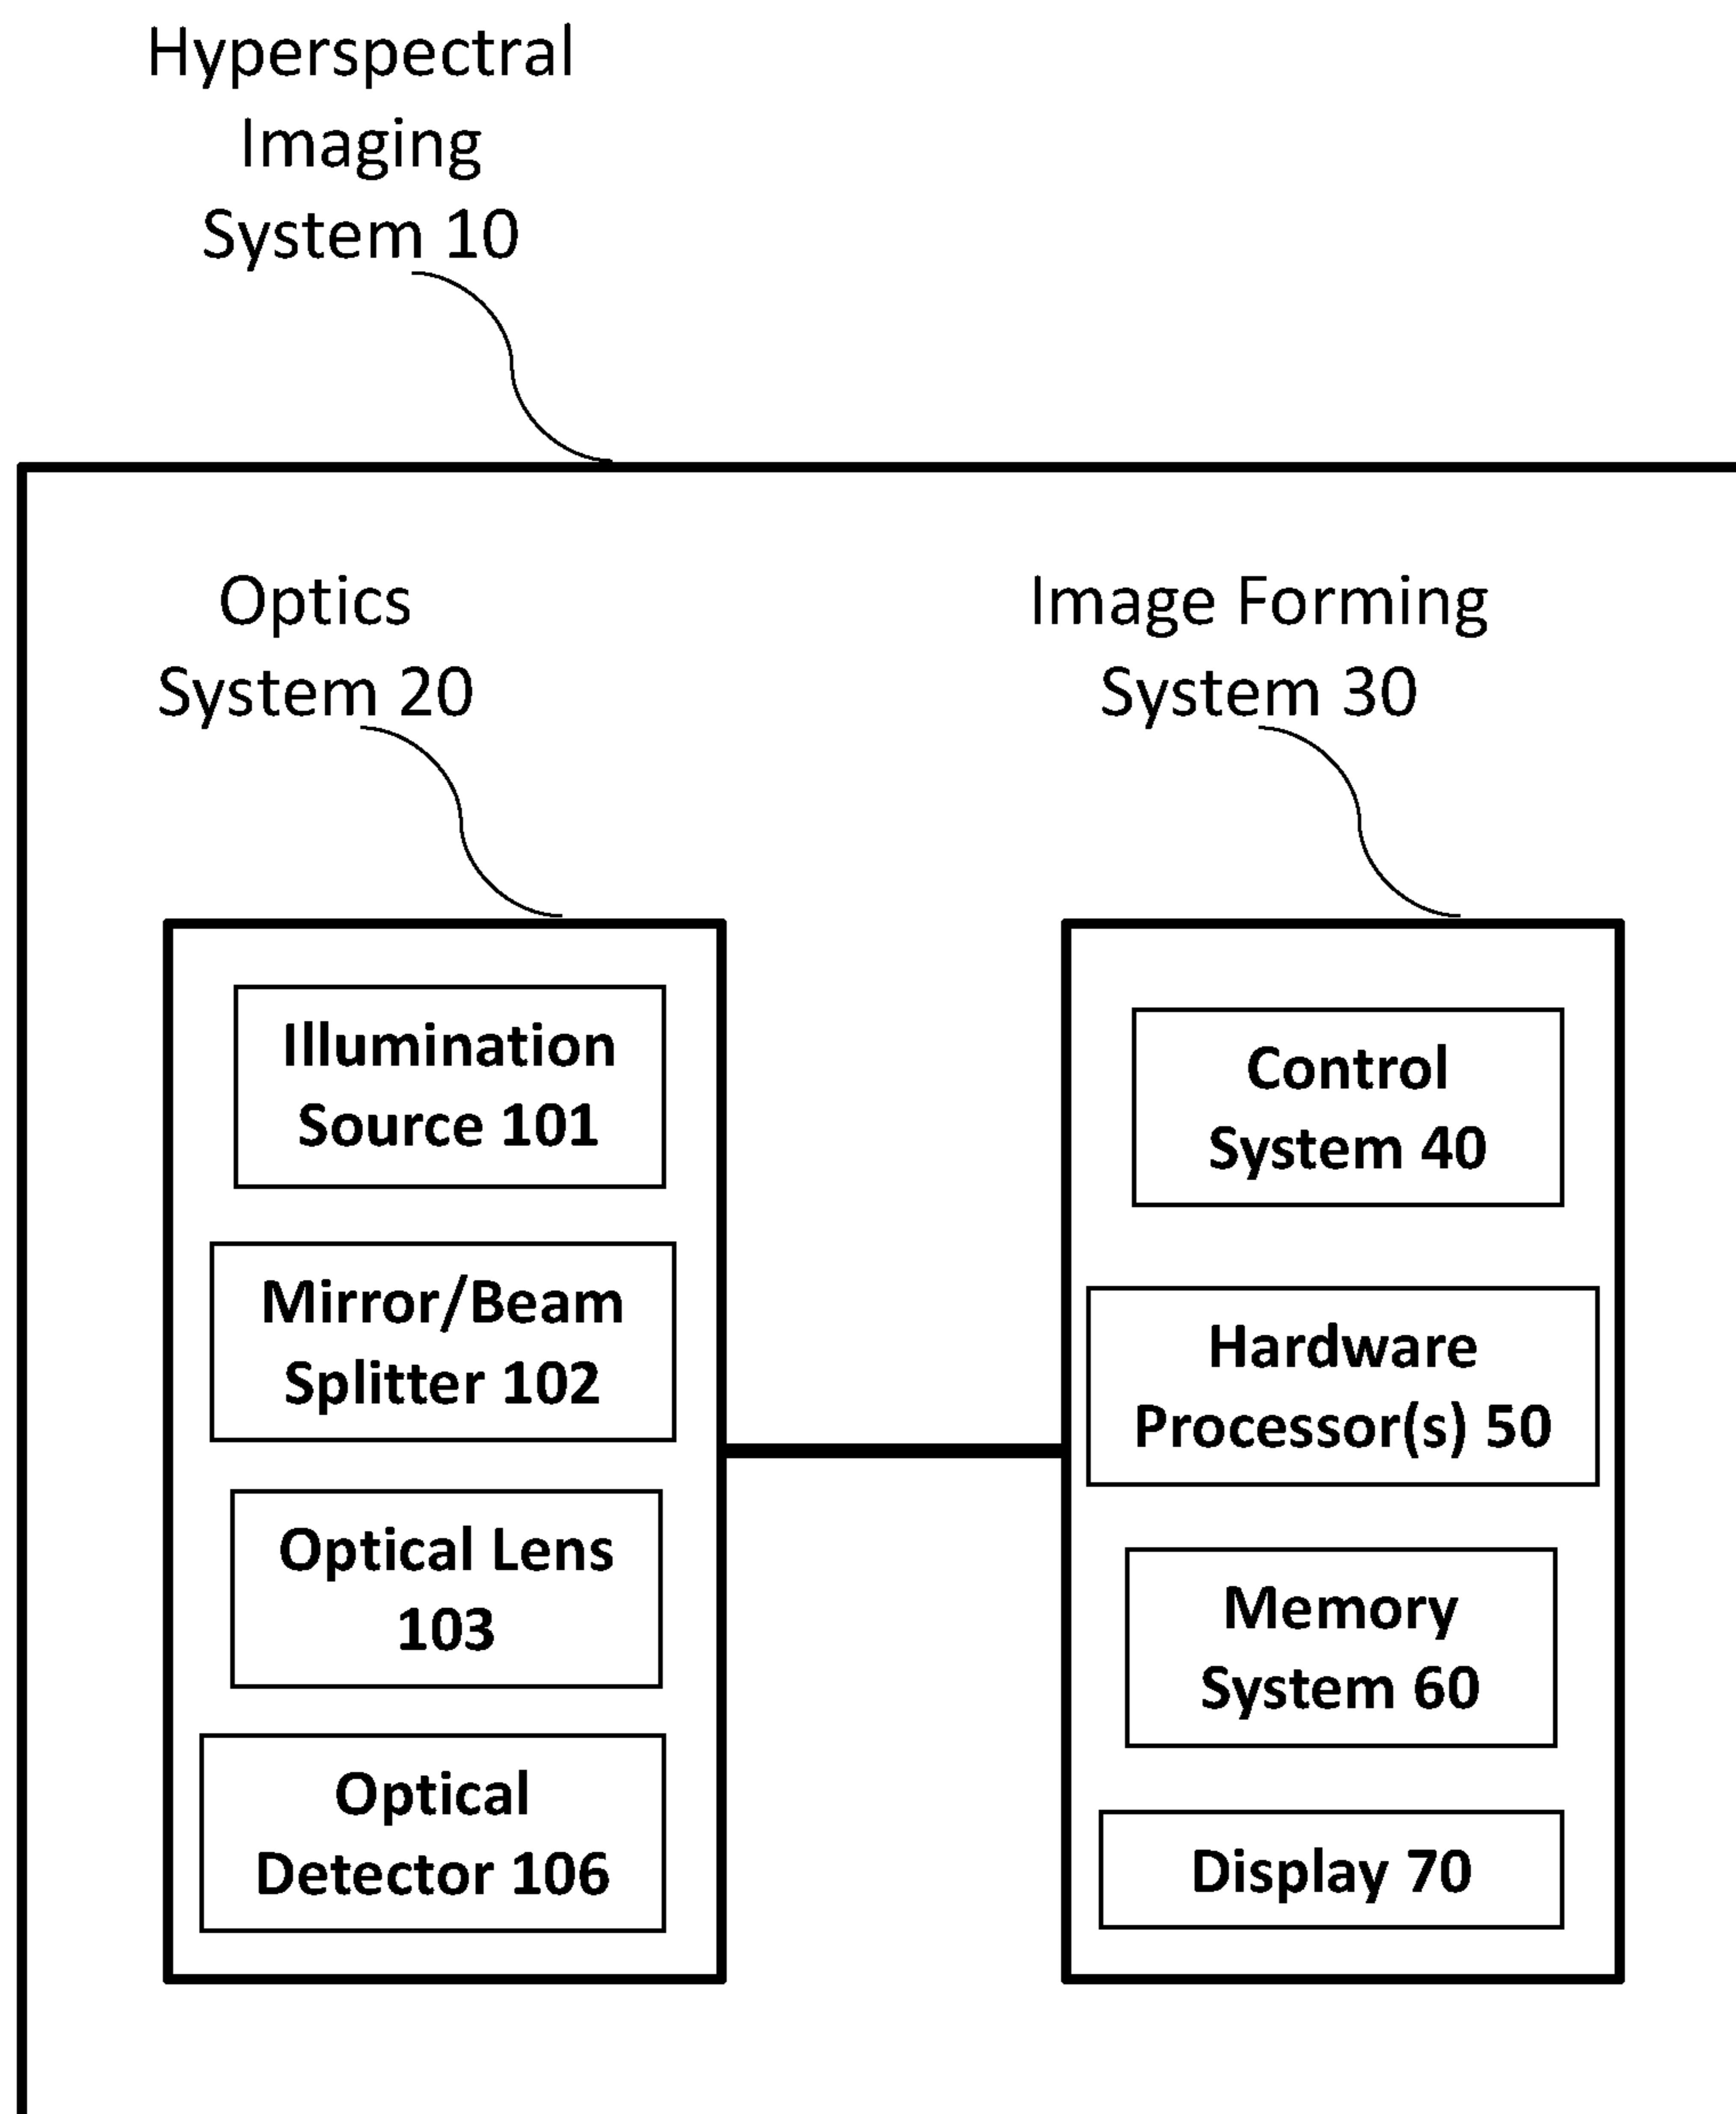 Hyperspectral
Imaging
System 10
Optics
System 20
Image Forming
System 30
Illumination
Source 101
Mirror/Beam
Splitter 102
Optical Lens
103
Optical
Detector 106
Control
System 40
Hardware
Processor(s) 50
Memory
System 60
Display 70